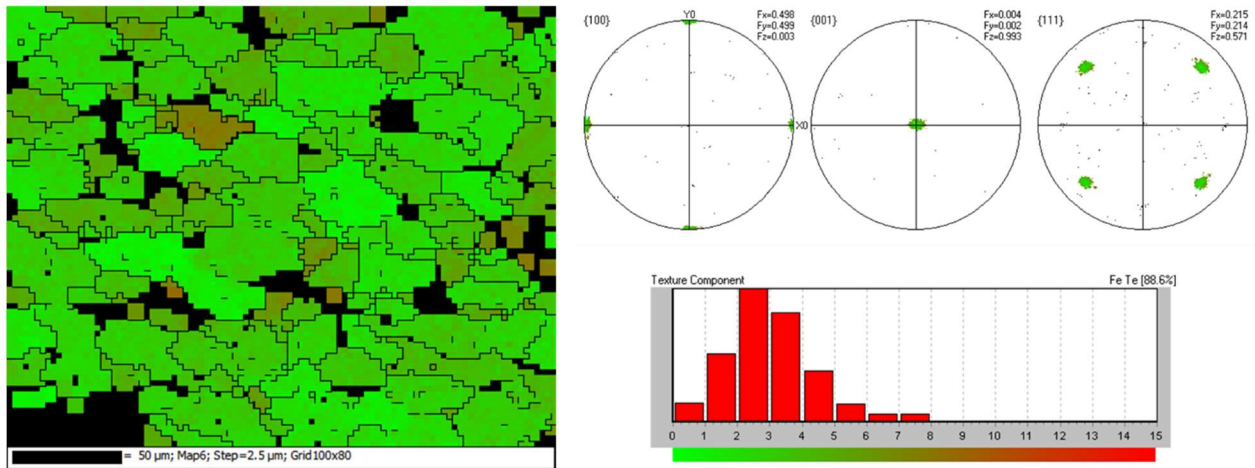 = 50 µm; Map6; Step=2.5 µm; Grid100x80
{100}
Y0
Fx=0.498
Fy=0.499
Fz=0.003
X0
{001}
Fx=0.004
Fy=0.002
Fz=0.993
{111}
Fx=0.215
Fy=0.214
Fz=0.571
Texture Component Fe Te [88.6%]
0 1 2 3 4 5 6 7 8 9 10 11 12 13 14 15